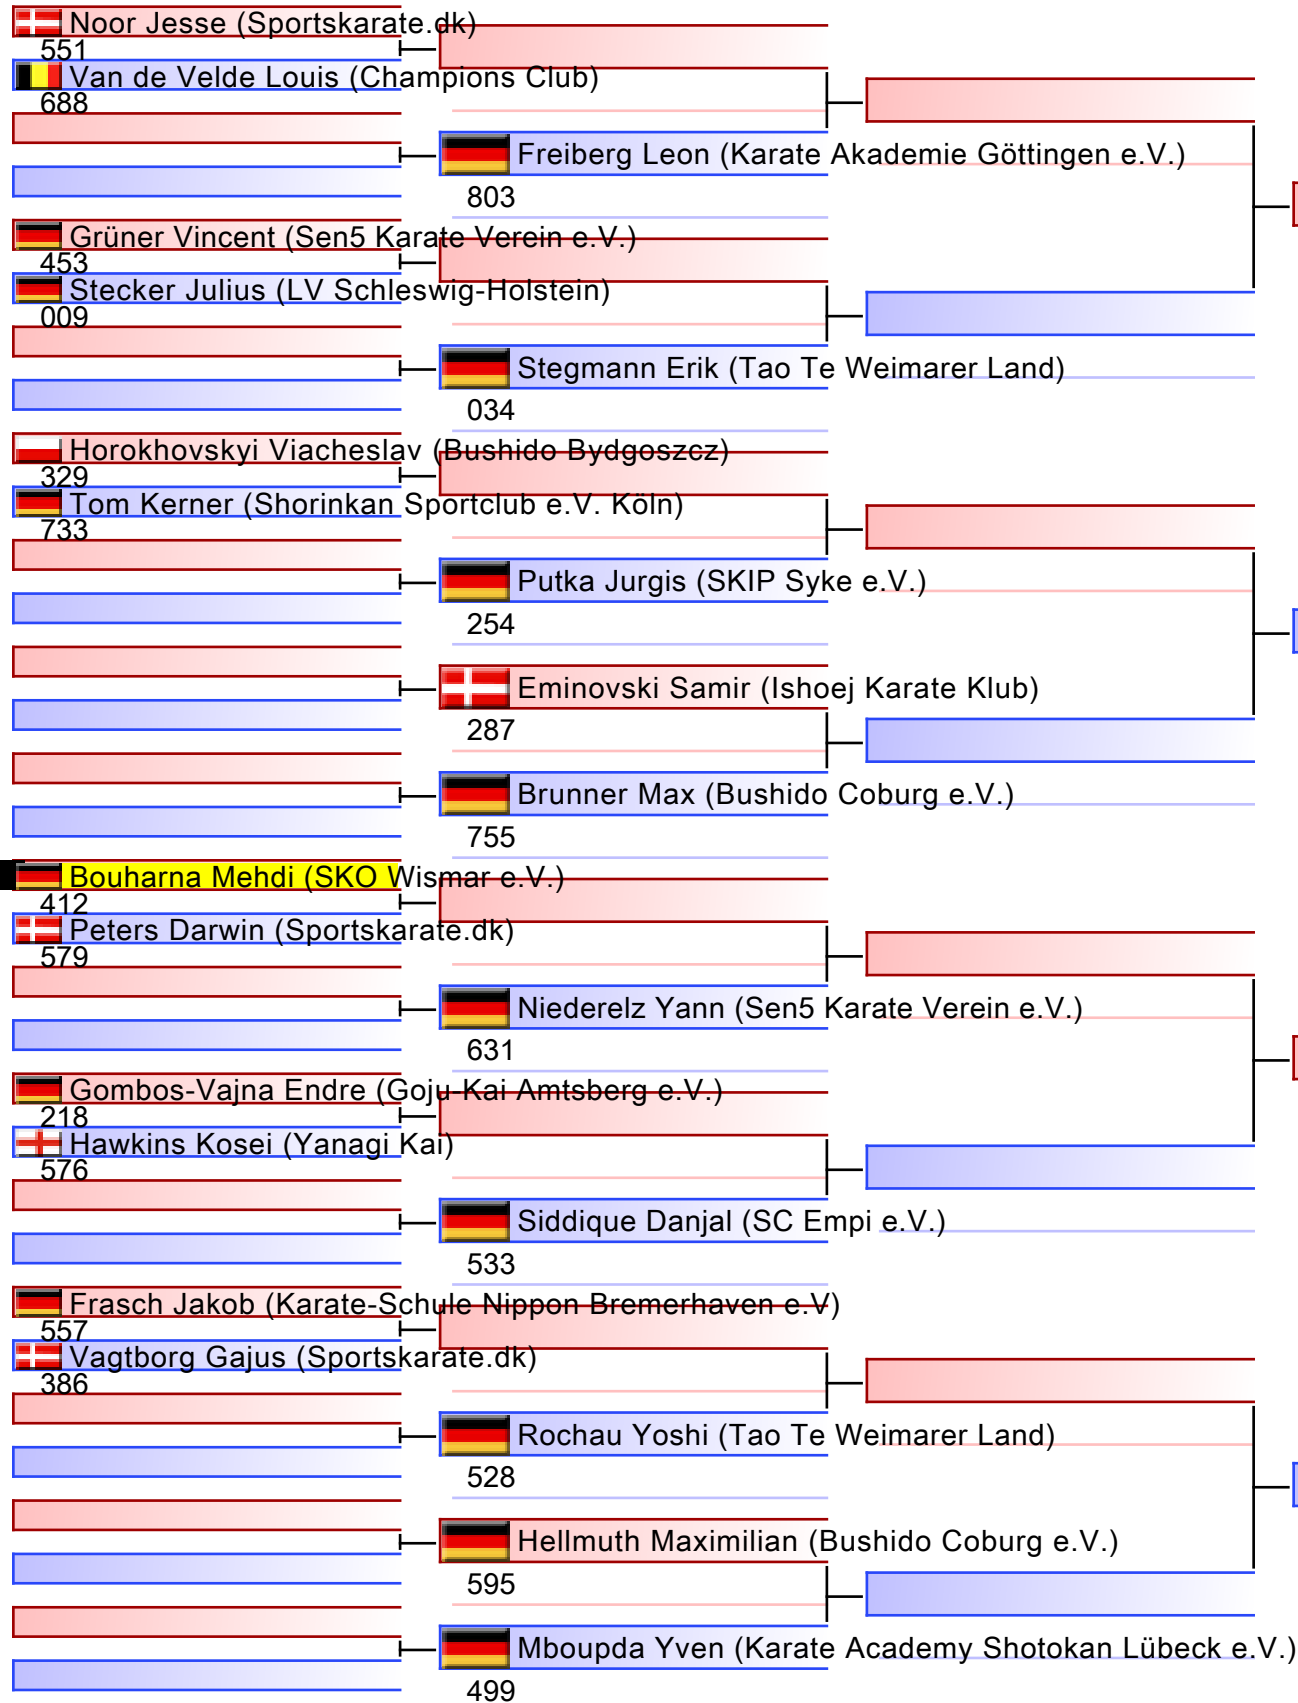 Noor Jesse (Sportskarate.dk)
551
Van de Velde Louis (Champions Club)
688
Freiberg Leon (Karate Akademie Göttingen e.V.)
803
Grüner Vincent (Sen5 Karate Verein e.V.)
453
Stecker Julius (LV Schleswig-Holstein)
009
Stegmann Erik (Tao Te Weimarer Land)
034
Horokhovskyi Viacheslav (Bushido Bydgoszcz)
329
Tom Kerner (Shorinkan Sportclub e.V. Köln)
733
Putka Jurgis (SKIP Syke e.V.)
254
Eminovski Samir (Ishoej Karate Klub)
287
Brunner Max (Bushido Coburg e.V.)
755
Bouharna Mehdi (SKO Wismar e.V.)
412
Peters Darwin (Sportskarate.dk)
579
Niederelz Yann (Sen5 Karate Verein e.V.)
631
Gombos-Vajna Endre (Goju-Kai Amtsberg e.V.)
218
Hawkins Kosei (Yanagi Kai)
576
Siddique Danjal (SC Empi e.V.)
533
Frasch Jakob (Karate-Schule Nippon Bremerhaven e.V)
557
Vagtborg Gajus (Sportskarate.dk)
386
Rochau Yoshi (Tao Te Weimarer Land)
528
Hellmuth Maximilian (Bushido Coburg e.V.)
595
Mboupda Yven (Karate Academy Shotokan Lübeck e.V.)
499